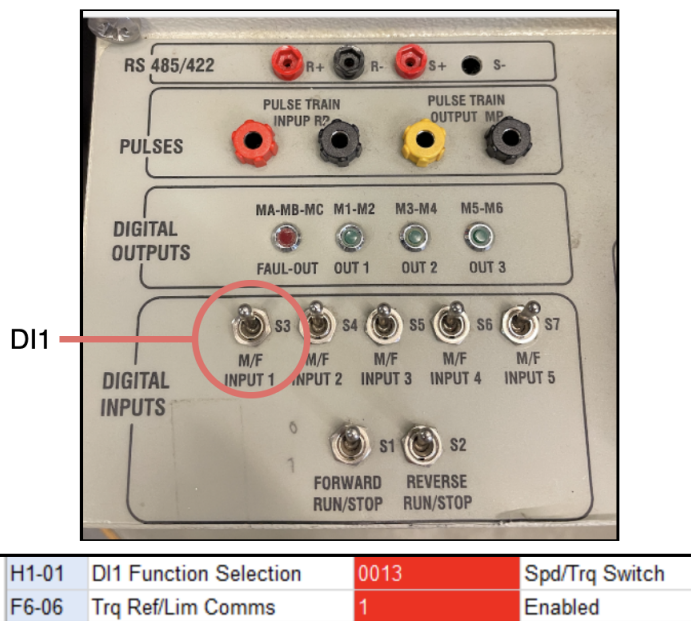 RS 485/422 R+ R- S+ S-
PULSE TRAIN INPUP R2
PULSE TRAIN OUTPUT MP
PULSES
MA-MB-MC M1-M2 M3-M4 M5-M6
DIGITAL OUTPUTS
FAUL-OUT OUT 1 OUT 2 OUT 3
DI1
S3 S4 S5 S6 S7
M/F INPUT 1 M/F INPUT 2 M/F INPUT 3 M/F INPUT 4 M/F INPUT 5
DIGITAL INPUTS
0
1
S1 S2
FORWARD RUN/STOP REVERSE RUN/STOP
H1-01 DI1 Function Selection 0013 Spd/Trq Switch
F6-06 Trq Ref/Lim Comms 1 Enabled